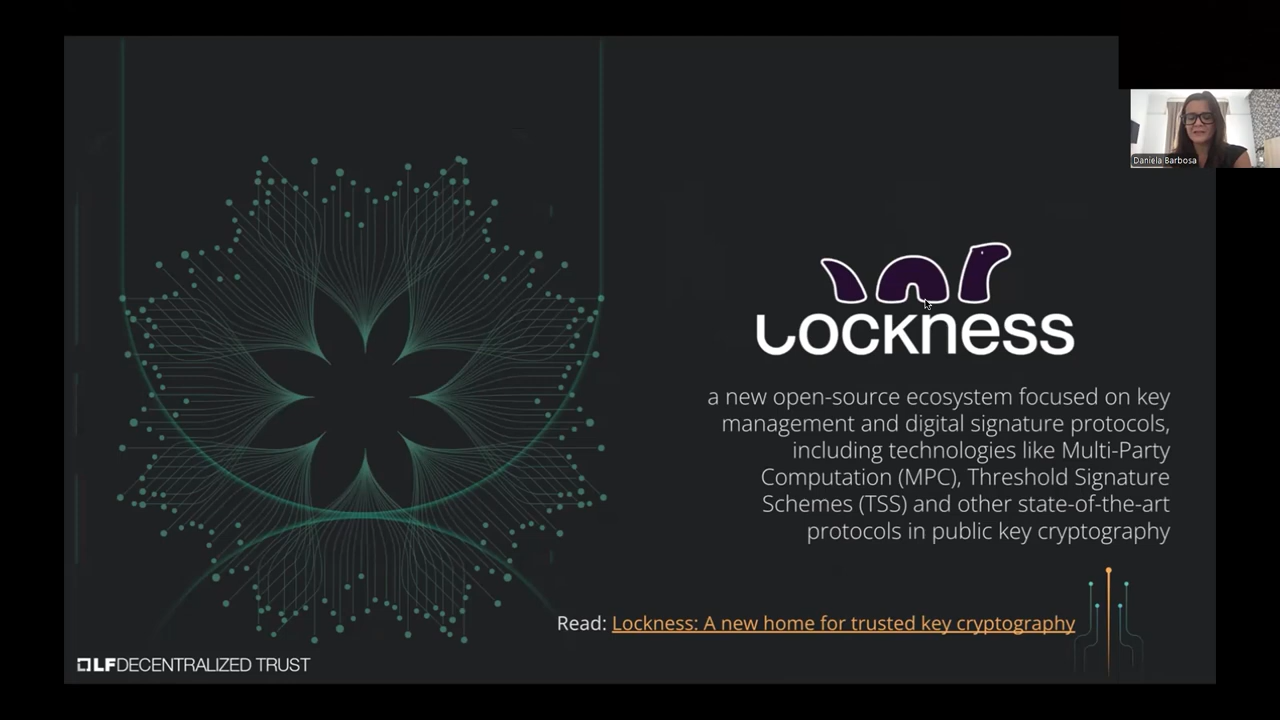 Daniela Barbosa
LOCKNESS
a new open-source ecosystem focused on key
management and digital signature protocols,
including technologies like Multi-Party
Computation (MPC), Threshold Signature
Schemes (TSS) and other state-of-the-art
protocols in public key cryptography
Read: Lockness: A new home for trusted key cryptography
LFDECENTRALIZED TRUST